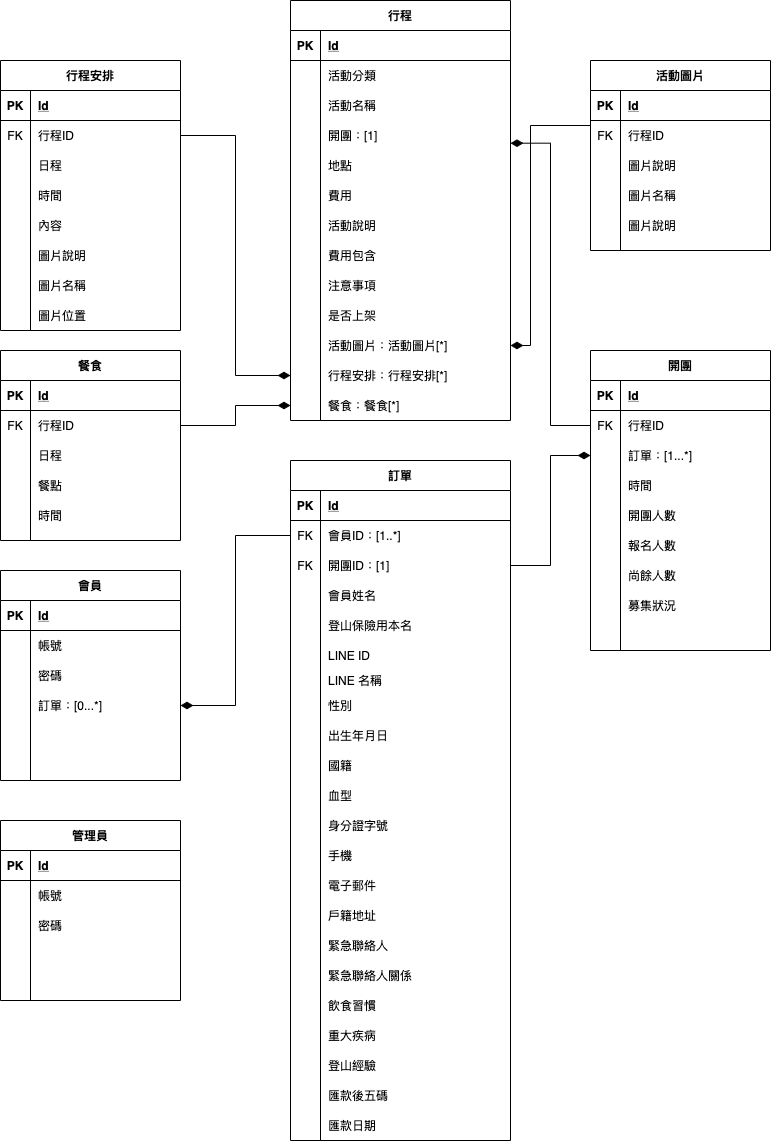 行程
PK Id
活動分類
活動名稱
開團：[1]
地點
費用
活動說明
費用包含
注意事項
是否上架
活動圖片：活動圖片[*]
行程安排：行程安排[*]
餐食：餐食[*]
行程安排
PK Id
FK 行程ID
日程
時間
內容
圖片說明
圖片名稱
圖片位置
活動圖片
PK Id
FK 行程ID
圖片說明
圖片名稱
圖片說明
餐食
PK Id
FK 行程ID
日程
餐點
時間
開團
PK Id
FK 行程ID
訂單：[1...*]
時間
開團人數
報名人數
尚餘人數
募集狀況
訂單
PK Id
FK 會員ID：[1..*]
FK 開團ID：[1]
會員姓名
登山保險用本名
LINE ID
LINE 名稱
性別
出生年月日
國籍
血型
身分證字號
手機
電子郵件
戶籍地址
緊急聯絡人
緊急聯絡人關係
飲食習慣
重大疾病
登山經驗
匯款後五碼
匯款日期
會員
PK Id
帳號
密碼
訂單：[0...*]
管理員
PK Id
帳號
密碼